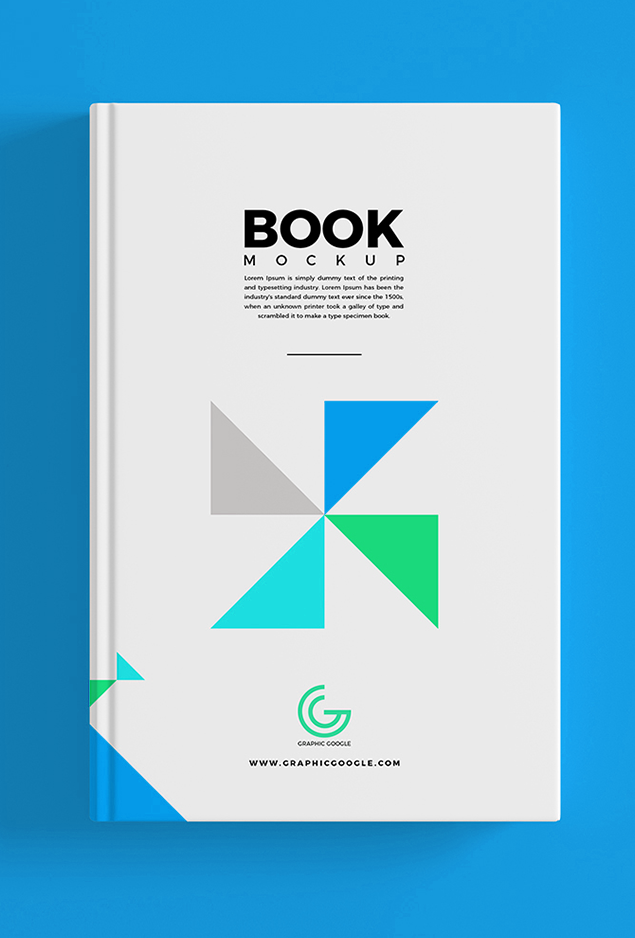 BOOK
MOCKUP
Lorem Ipsum is simply dummy text of the printing
and typesetting industry. Lorem Ipsum has been the
industry's standard dummy text ever since the 1500s,
when an unknown printer took a galley of type and
scrambled it to make a type specimen book.
GRAPHIC GOOGLE
WWW.GRAPHICGOOGLE.COM